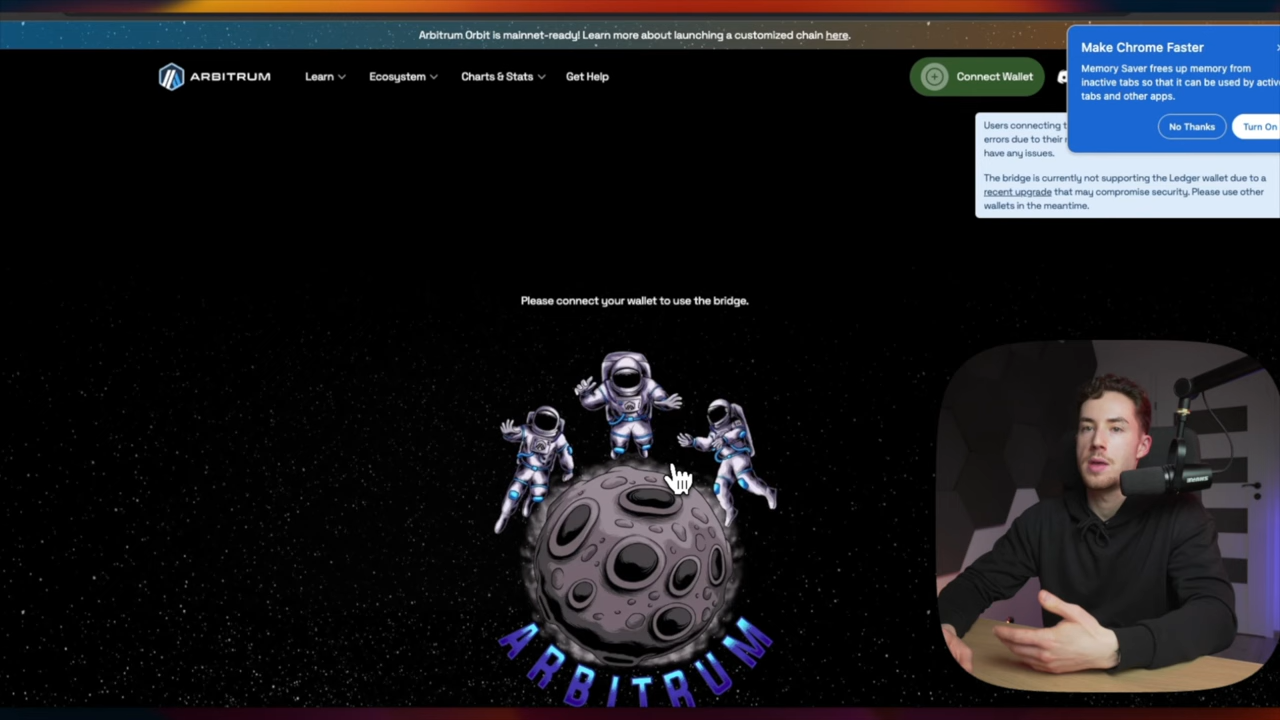 Arbitrum Orbit is mainnet-ready! Learn more about launching a customized chain here.
ARBITRUM
Learn
Ecosystem
Charts & Stats
Get Help
Connect Wallet
Make Chrome Faster
Memory Saver frees up memory from
inactive tabs so that it can be used by active
tabs and other apps.
No Thanks
Turn On
Users connecting
errors due to their
have any issues.
The bridge is currently not supporting the Ledger wallet due to a
recent upgrade that may compromise security. Please use other
wallets in the meantime.
Please connect your wallet to use the bridge.
ARBITRUM